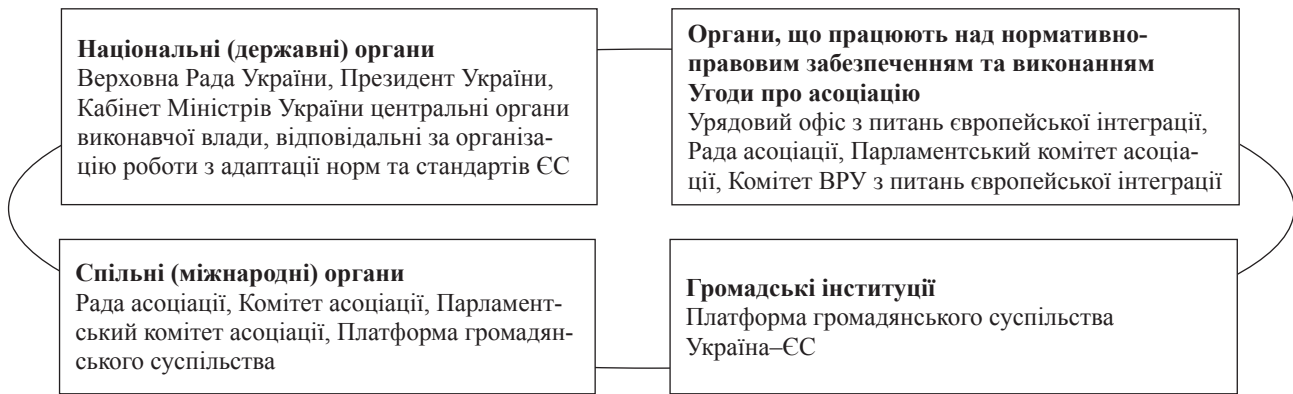 Національні (державні) органи
Верховна Рада України, Президент України,
Кабінет Міністрів України центральні органи
виконавчої влади, відповідальні за організа-
цію роботи з адаптації норм та стандартів ЄС
Органи, що працюють над нормативно-
правовим забезпеченням та виконанням
Угоди про асоціацію
Урядовий офіс з питань європейської інтеграції,
Рада асоціації, Парламентський комітет асоціа-
ції, Комітет ВРУ з питань європейської інтеграції
Спільні (міжнародні) органи
Рада асоціації, Комітет асоціації, Парламент-
ський комітет асоціації, Платформа громадян-
ського суспільства
Громадські інституції
Платформа громадянського суспільства
Україна–ЄС